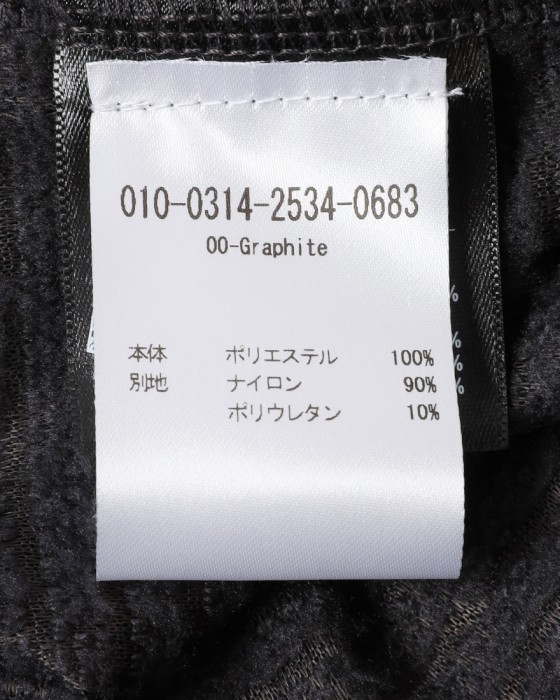 010-0314-2534-0683
00-Graphite
本体 ポリエステル 100%
別地 ナイロン 90%
ポリウレタン 10%